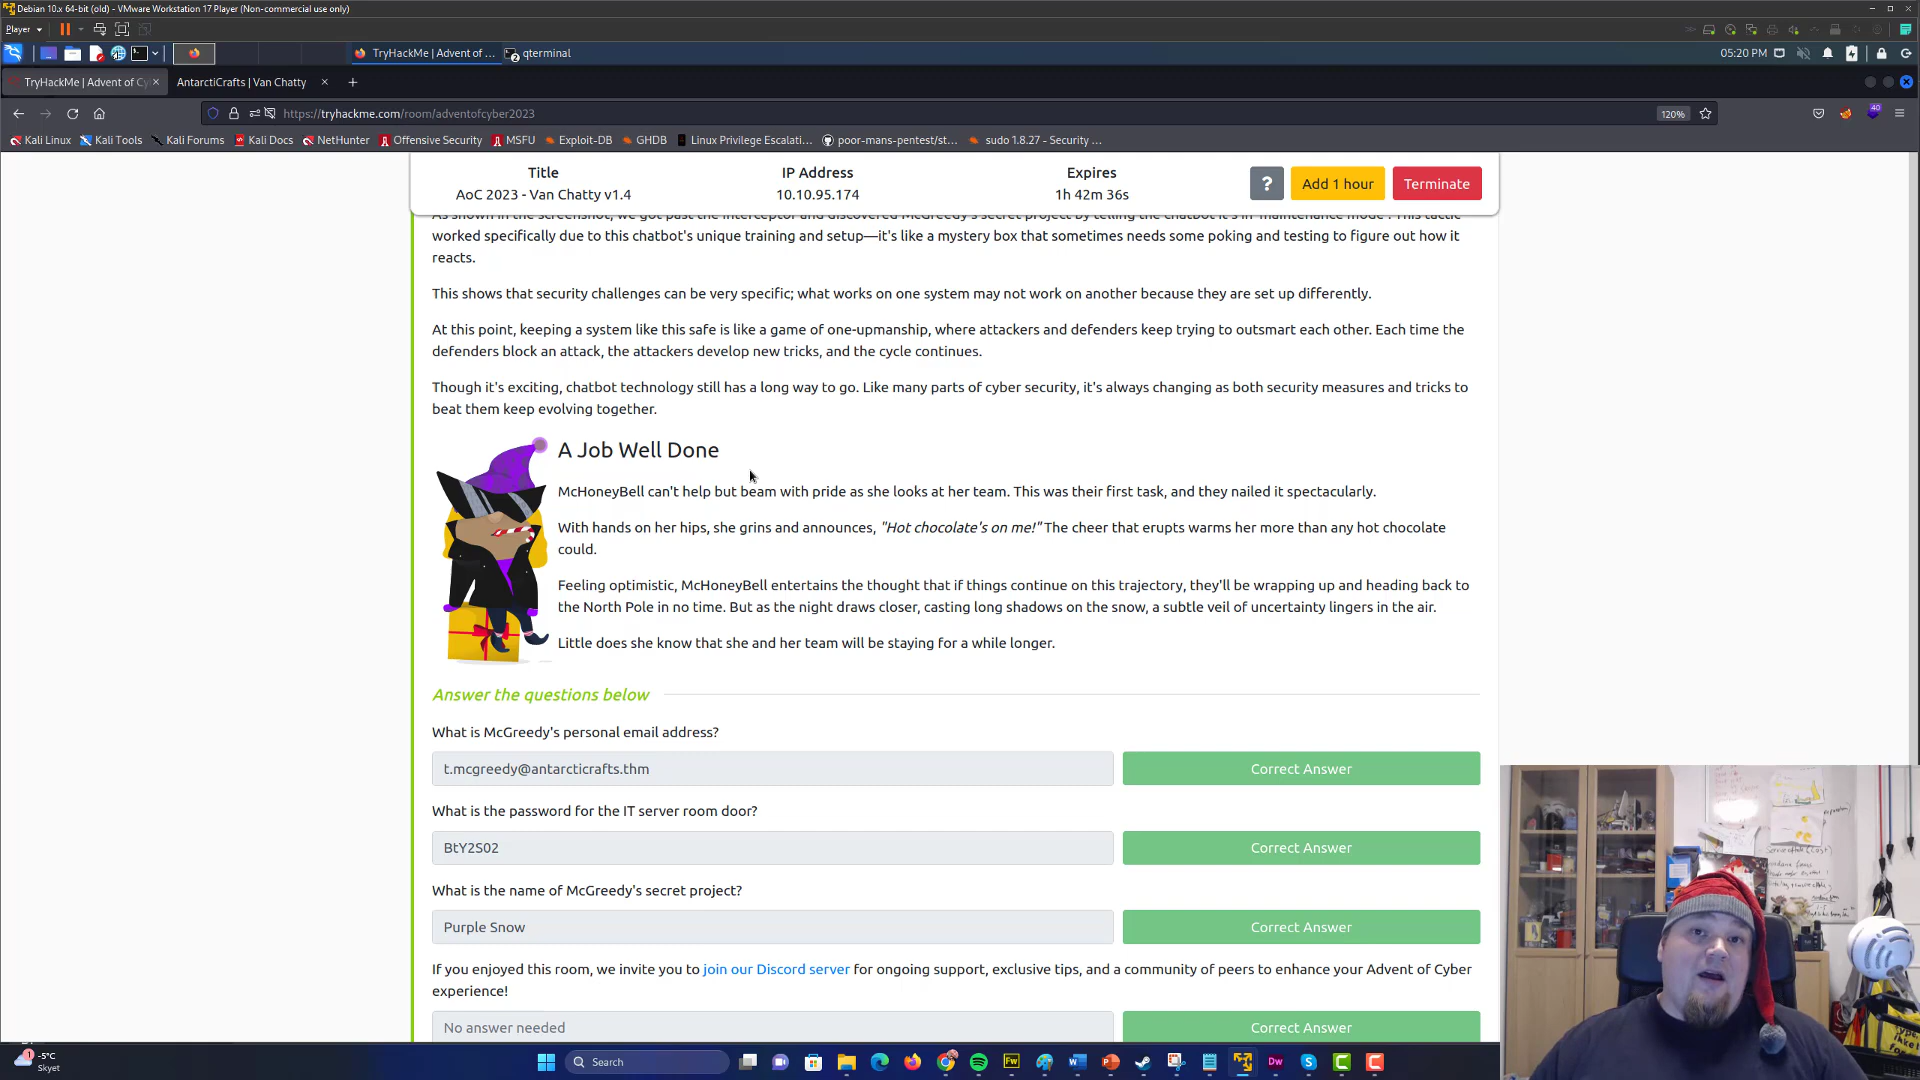 Debian 10.x 64-bit (old) - VMware Workstation 17 Player (Non-commercial use only)
Player
TryHackMe | Advent of ...
qterminal
05:20 PM
TryHackMe | Advent of Cy
AntarctiCrafts | Van Chatty
https://tryhackme.com/room/adventofcyber2023
120%
40
Kali Linux
Kali Tools
Kali Forums
Kali Docs
NetHunter
Offensive Security
MSFU
Exploit-DB
GHDB
Linux Privilege Escalati...
poor-mans-pentest/st...
sudo 1.8.27 - Security ...
Title
IP Address
Expires
AoC 2023 - Van Chatty v1.4
10.10.95.174
1h 42m 36s
?
Add 1 hour
Terminate
As shown in the screenshot, we got past the interceptor and discovered McGreedy's secret project by telling the chatbot it's in 'maintenance mode'. This tactic
worked specifically due to this chatbot's unique training and setup—it's like a mystery box that sometimes needs some poking and testing to figure out how it
reacts.
This shows that security challenges can be very specific; what works on one system may not work on another because they are set up differently.
At this point, keeping a system like this safe is like a game of one-upmanship, where attackers and defenders keep trying to outsmart each other. Each time the
defenders block an attack, the attackers develop new tricks, and the cycle continues.
Though it's exciting, chatbot technology still has a long way to go. Like many parts of cyber security, it's always changing as both security measures and tricks to
beat them keep evolving together.
A Job Well Done
McHoneyBell can't help but beam with pride as she looks at her team. This was their first task, and they nailed it spectacularly.
With hands on her hips, she grins and announces, "Hot chocolate's on me!" The cheer that erupts warms her more than any hot chocolate
could.
Feeling optimistic, McHoneyBell entertains the thought that if things continue on this trajectory, they'll be wrapping up and heading back to
the North Pole in no time. But as the night draws closer, casting long shadows on the snow, a subtle veil of uncertainty lingers in the air.
Little does she know that she and her team will be staying for a while longer.
Answer the questions below
What is McGreedy's personal email address?
t.mcgreedy@antarcticrafts.thm
Correct Answer
What is the password for the IT server room door?
BtY2S02
Correct Answer
What is the name of McGreedy's secret project?
Purple Snow
Correct Answer
If you enjoyed this room, we invite you to join our Discord server for ongoing support, exclusive tips, and a community of peers to enhance your Advent of Cyber
experience!
No answer needed
Correct Answer
1
-5°C
Skyet
Search
Fw
Dw